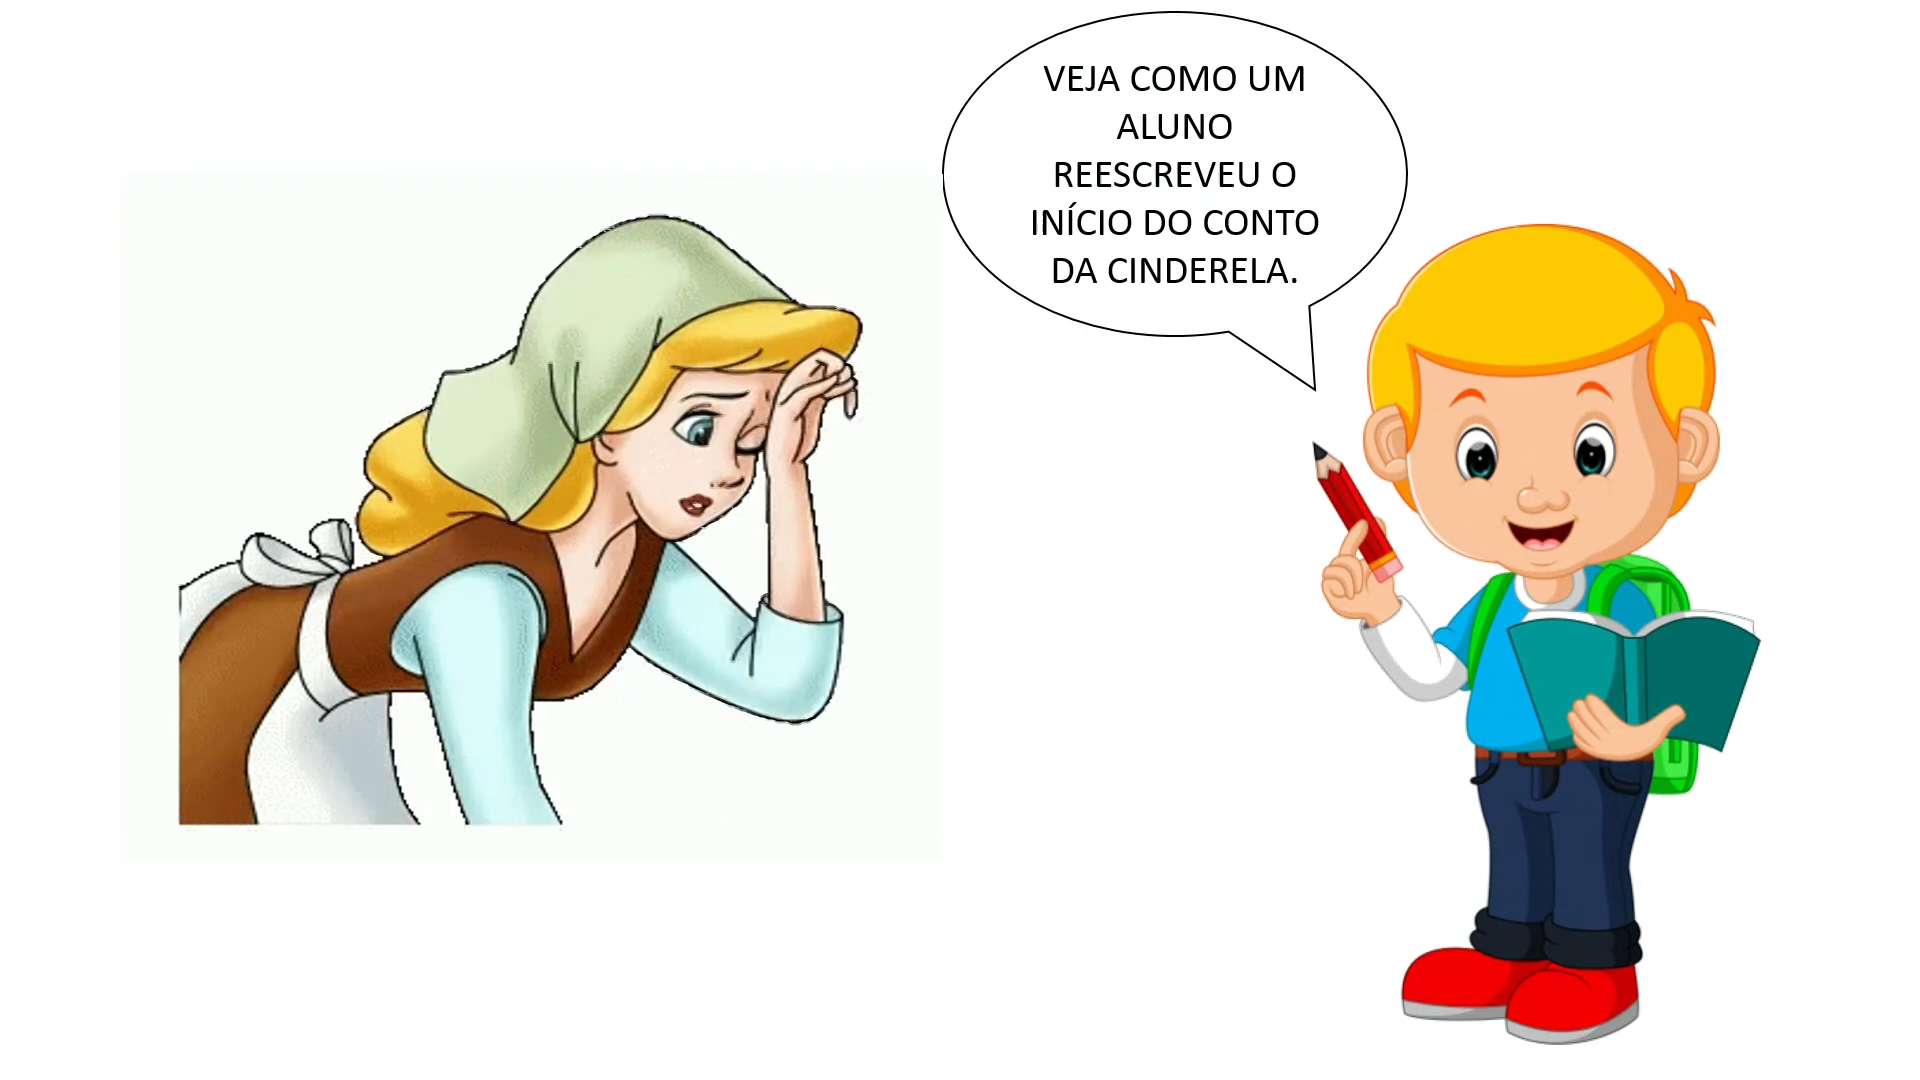 VEJA COMO UM
ALUNO
REESCREVEU O
INÍCIO DO CONTO
DA CINDERELA.